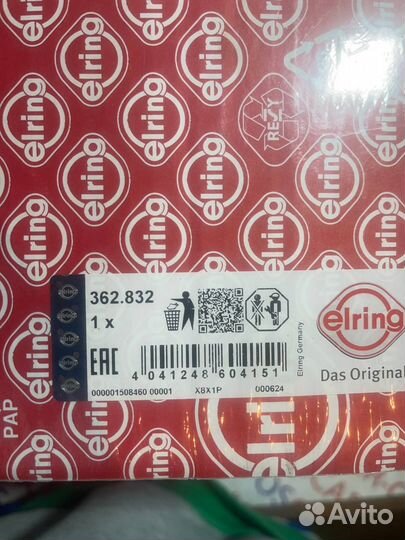 elring
RESY
362.832
1 x
EAC
4 041248 604151
000001508460 00001
X8X1P
000624
Elring Germany
elring
Das Original
PAP
Avito